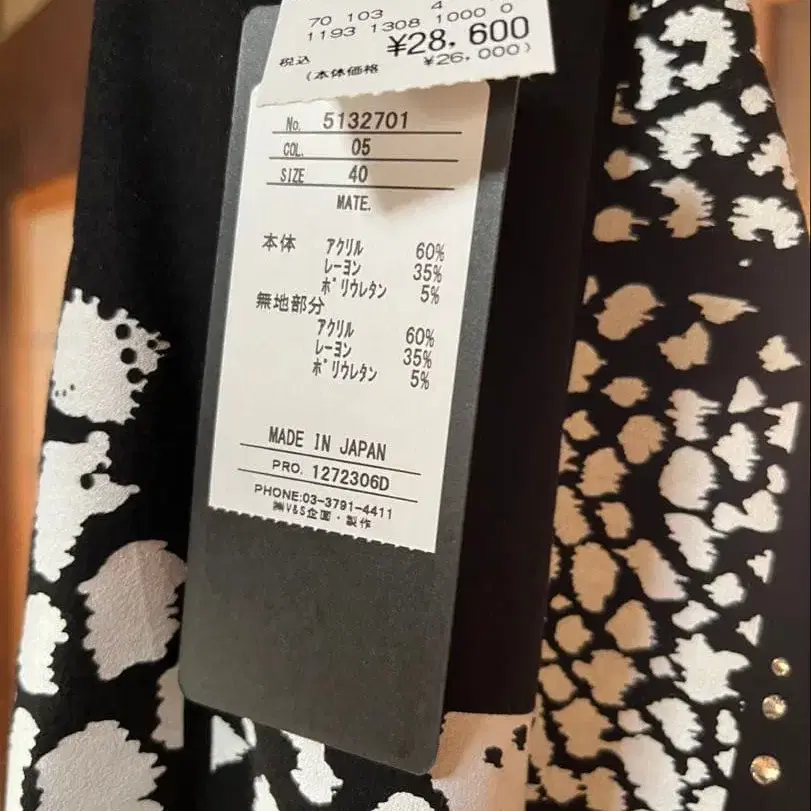 70 103 4
1193 1308 1000 0
¥28,600
税込
(本体価格 ¥26,000)
No. 5132701
COL. 05
SIZE 40
MATE.
本体 アクリル 60%
レーヨン 35%
ポリウレタン 5%
無地部分
アクリル 60%
レーヨン 35%
ポリウレタン 5%
MADE IN JAPAN
PRO. 1272306D
PHONE:03-3791-4411
㈱V&S企画・製作